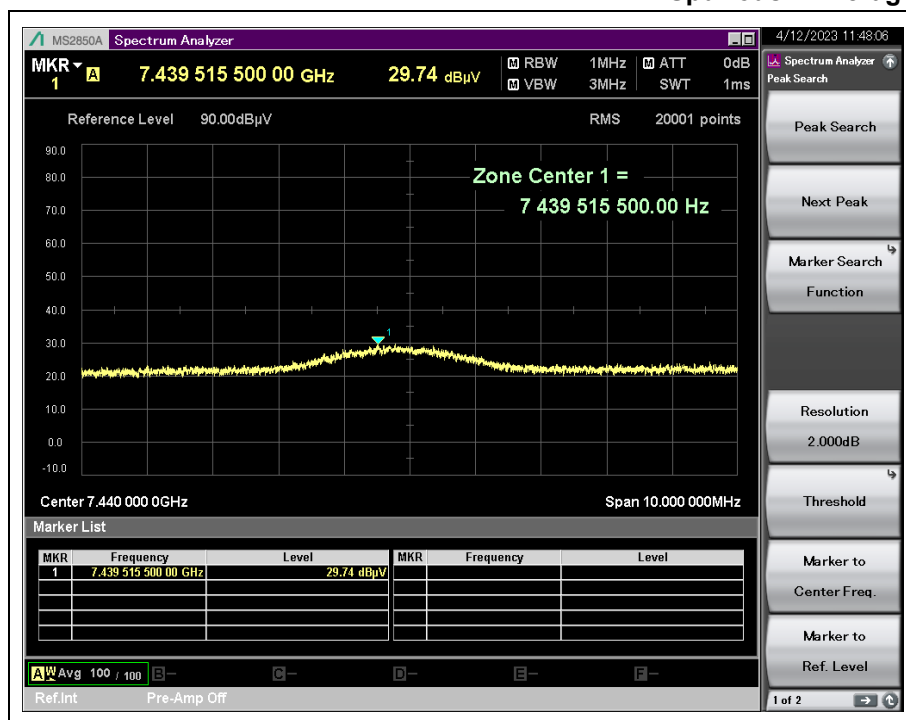 MS2850A Spectrum Analyzer
4/12/2023 11:48:06
MKR 1 A 7.439 515 500 00 GHz 29.74 dBµV
M RBW 1MHz M ATT 0dB
M VBW 3MHz SWT 1ms
Spectrum Analyzer
Peak Search
Reference Level 90.00dBµV RMS 20001 points
90.0
80.0
70.0
60.0
50.0
40.0
30.0
20.0
10.0
0.0
-10.0
Zone Center 1 =
7 439 515 500.00 Hz
1
Center 7.440 000 0GHz Span 10.000 000MHz
Marker List
MKR Frequency Level MKR Frequency Level
1 7.439 515 500 00 GHz 29.74 dBµV
A W Avg 100 / 100 B- C- D- E- F-
Ref.Int Pre-Amp Off
Peak Search
Next Peak
Marker Search
Function
Resolution
2.000dB
Threshold
Marker to
Center Freq.
Marker to
Ref. Level
1 of 2